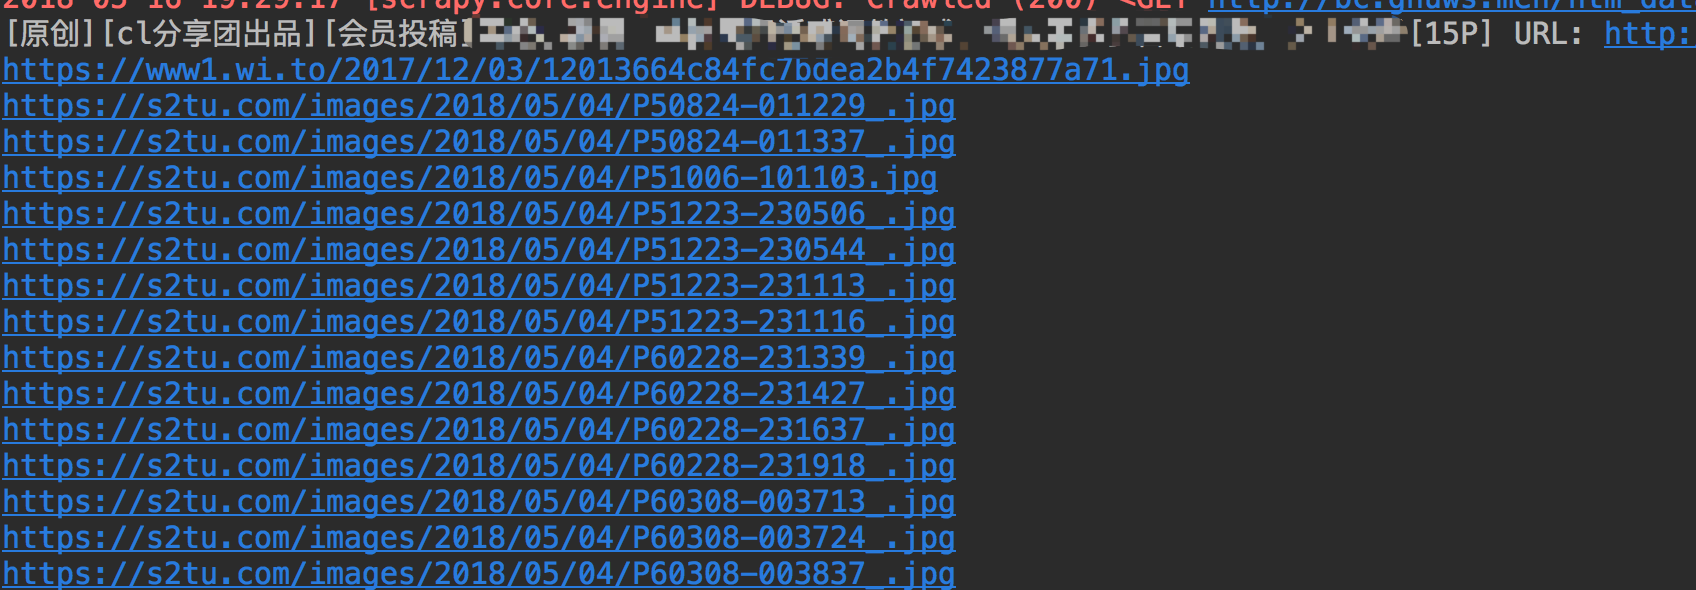 2018-05-16 19:29:17 [scrapy.core.engine] DEBUG: Crawled (200) <GET http://bc.ghuws.men/htm_data
[原创][cl分享团出品][会员投稿] [15P] URL: http:
https://www1.wi.to/2017/12/03/12013664c84fc7bdea2b4f7423877a71.jpg
https://s2tu.com/images/2018/05/04/P50824-011229_.jpg
https://s2tu.com/images/2018/05/04/P50824-011337_.jpg
https://s2tu.com/images/2018/05/04/P51006-101103.jpg
https://s2tu.com/images/2018/05/04/P51223-230506_.jpg
https://s2tu.com/images/2018/05/04/P51223-230544_.jpg
https://s2tu.com/images/2018/05/04/P51223-231113_.jpg
https://s2tu.com/images/2018/05/04/P51223-231116_.jpg
https://s2tu.com/images/2018/05/04/P60228-231339_.jpg
https://s2tu.com/images/2018/05/04/P60228-231427_.jpg
https://s2tu.com/images/2018/05/04/P60228-231637_.jpg
https://s2tu.com/images/2018/05/04/P60228-231918_.jpg
https://s2tu.com/images/2018/05/04/P60308-003713_.jpg
https://s2tu.com/images/2018/05/04/P60308-003724_.jpg
https://s2tu.com/images/2018/05/04/P60308-003837_.jpg